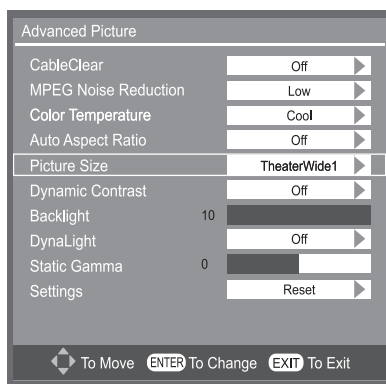 Advanced Picture
CableClear Off
MPEG Noise Reduction Low
Color Temperature Cool
Auto Aspect Ratio Off
Picture Size TheaterWide1
Dynamic Contrast Off
Backlight 10
DynaLight Off
Static Gamma 0
Settings Reset
To Move ENTER To Change EXIT To Exit